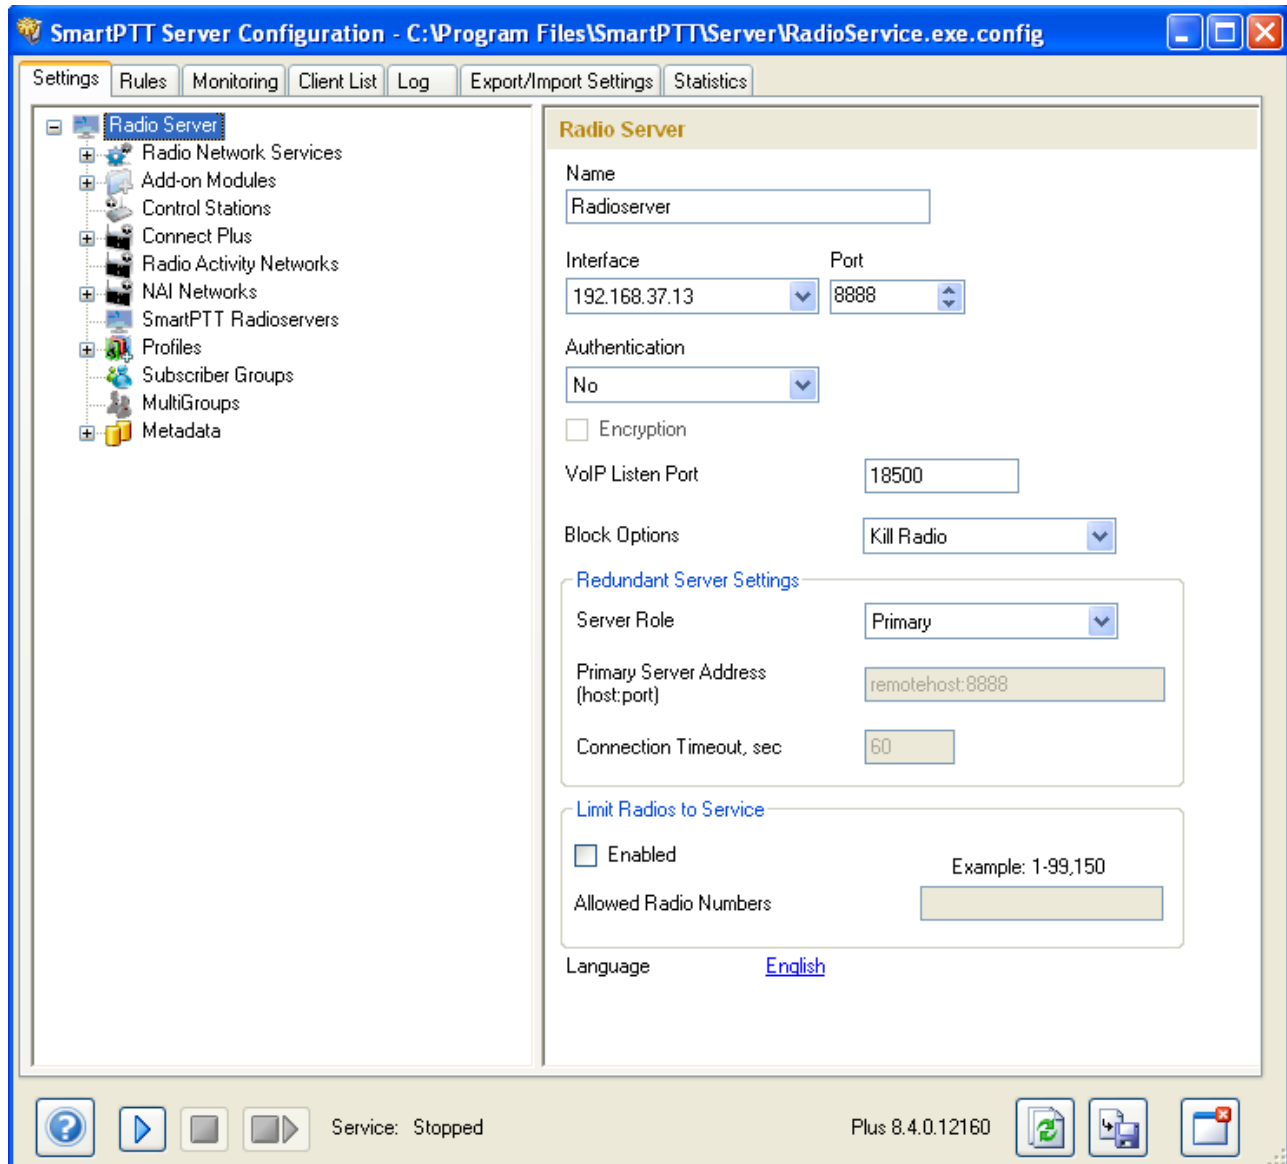 SmartPTT Server Configuration - C:\Program Files\SmartPTT\Server\RadioService.exe.config
Settings Rules Monitoring Client List Log Export/Import Settings Statistics
Radio Server
Radio Network Services
Add-on Modules
Control Stations
Connect Plus
Radio Activity Networks
NAI Networks
SmartPTT Radioservers
Profiles
Subscriber Groups
MultiGroups
Metadata
Radio Server
Name
Radioserver
Interface Port
192.168.37.13 8888
Authentication
No
Encryption
VoIP Listen Port 18500
Block Options Kill Radio
Redundant Server Settings
Server Role Primary
Primary Server Address
(host:port)
remotehost:8888
Connection Timeout, sec 60
Limit Radios to Service
Enabled
Example: 1-99,150
Allowed Radio Numbers
Language English
Service: Stopped Plus 8.4.0.12160